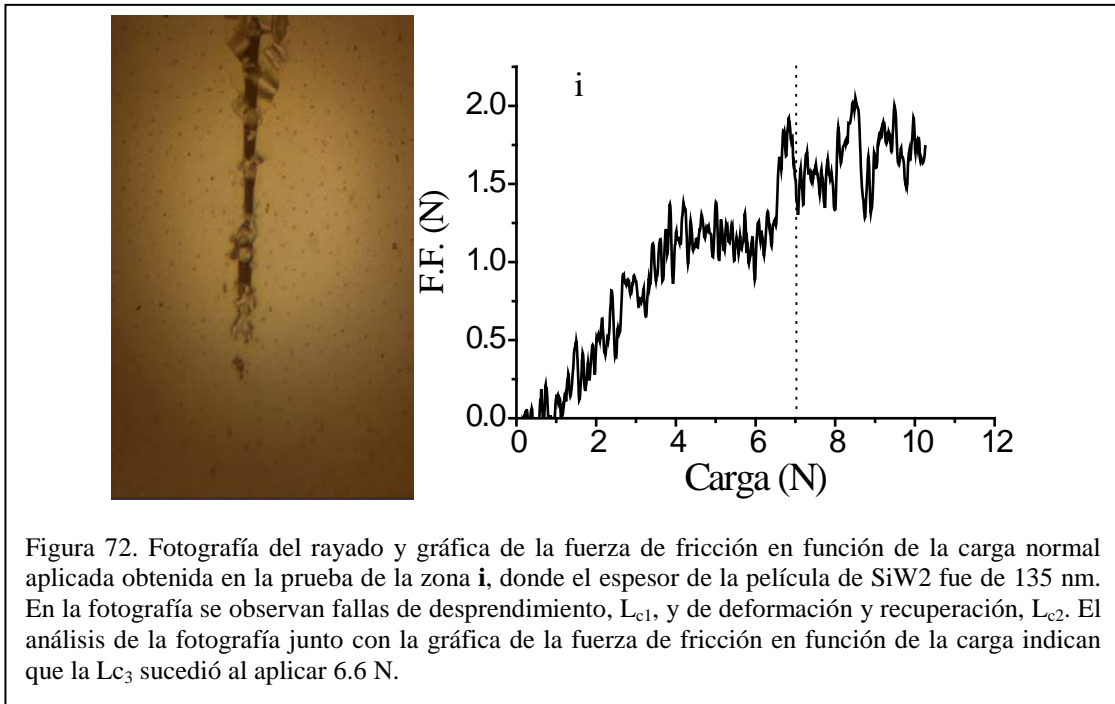 i
2.0
1.5
1.0
0.5
0.0
F.F. (N)
0 2 4 6 8 10 12
Carga (N)
Figura 72. Fotografía del rayado y gráfica de la fuerza de fricción en función de la carga normal
aplicada obtenida en la prueba de la zona i, donde el espesor de la película de SiW2 fue de 135 nm.
En la fotografía se observan fallas de desprendimiento, Lc1, y de deformación y recuperación, Lc2. El
análisis de la fotografía junto con la gráfica de la fuerza de fricción en función de la carga indican
que la Lc3 sucedió al aplicar 6.6 N.